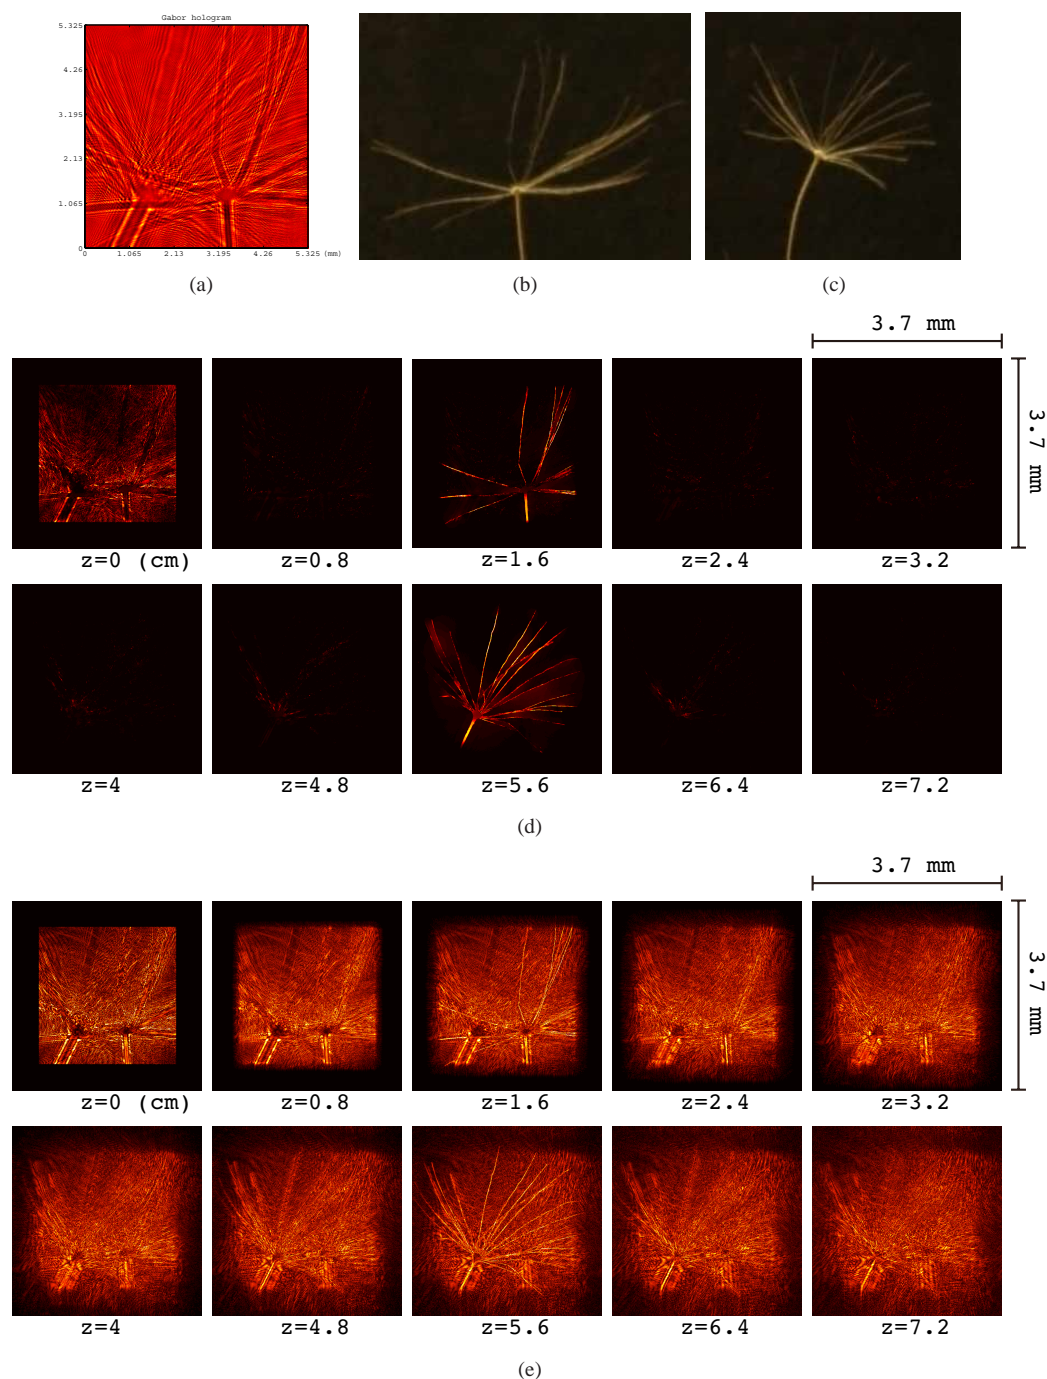 Gabor hologram
5.325
4.26
3.195
2.13
1.065
0
0 1.065 2.13 3.195 4.26 5.325 (mm)
(a) (b) (c)
3.7 mm
3.7 mm
z=0 (cm) z=0.8 z=1.6 z=2.4 z=3.2
z=4 z=4.8 z=5.6 z=6.4 z=7.2
(d)
3.7 mm
3.7 mm
z=0 (cm) z=0.8 z=1.6 z=2.4 z=3.2
z=4 z=4.8 z=5.6 z=6.4 z=7.2
(e)